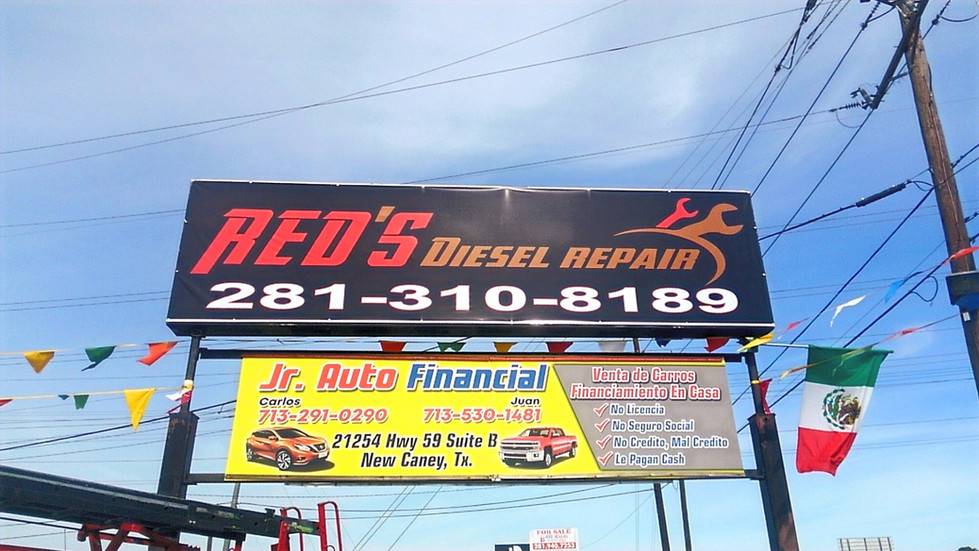 RED'S DIESEL REPAIR
281-310-8189
Jr. Auto Financial
Carlos Juan
713-291-0290 713-530-1481
21254 Hwy 59 Suite B
New Caney, Tx.
Venta de Carros
Financiamiento En Casa
No Licencia
No Seguro Social
No Credito, Mal Credito
Le Pagan Cash
FOR SALE